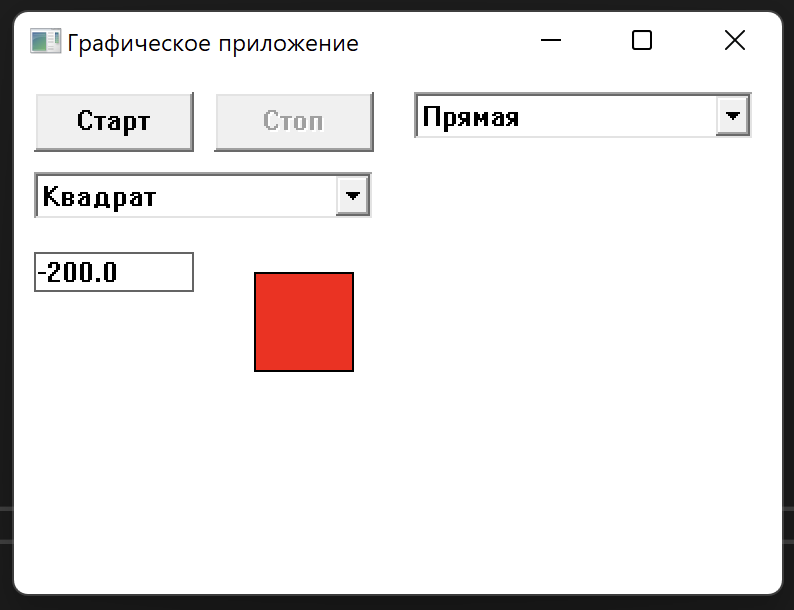 Графическое приложение
Старт
Стоп
Прямая
Квадрат
-200.0